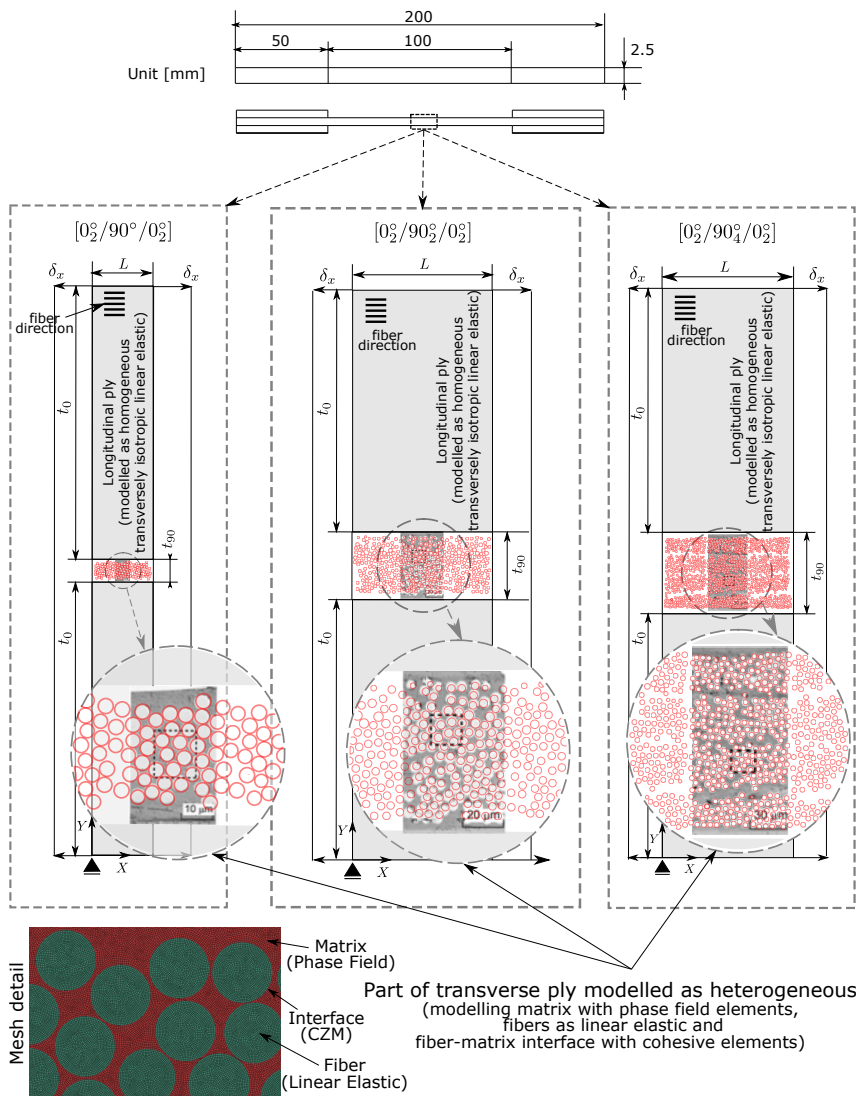 200
50
100
2.5
Unit [mm]
[0°₂/90°/0°₂]
δₓ
L
δₓ
fiber
direction
Longitudinal ply
(modelled as homogeneous
transversely isotropic linear elastic)
t₀
t₉₀
t₀
10 μm
Y
X
[0°₂/90°₂/0°₂]
δₓ
L
δₓ
fiber
direction
Longitudinal ply
(modelled as homogeneous
transversely isotropic linear elastic)
t₀
t₉₀
t₀
20 μm
Y
X
[0°₂/90°₄/0°₂]
δₓ
L
δₓ
fiber
direction
Longitudinal ply
(modelled as homogeneous
transversely isotropic linear elastic)
t₀
t₉₀
t₀
30 μm
Y
X
Mesh detail
Matrix
(Phase Field)
Interface
(CZM)
Fiber
(Linear Elastic)
Part of transverse ply modelled as heterogeneous
(modelling matrix with phase field elements,
fibers as linear elastic and
fiber-matrix interface with cohesive elements)